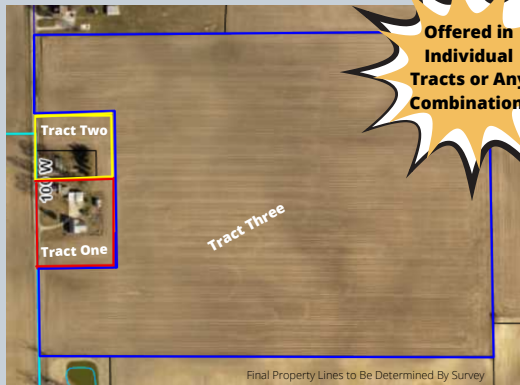 Offered in
Individual
Tracts or Any
Combination
Tract Two
100 W
Tract One
Tract Three
Final Property Lines to Be Determined By Survey